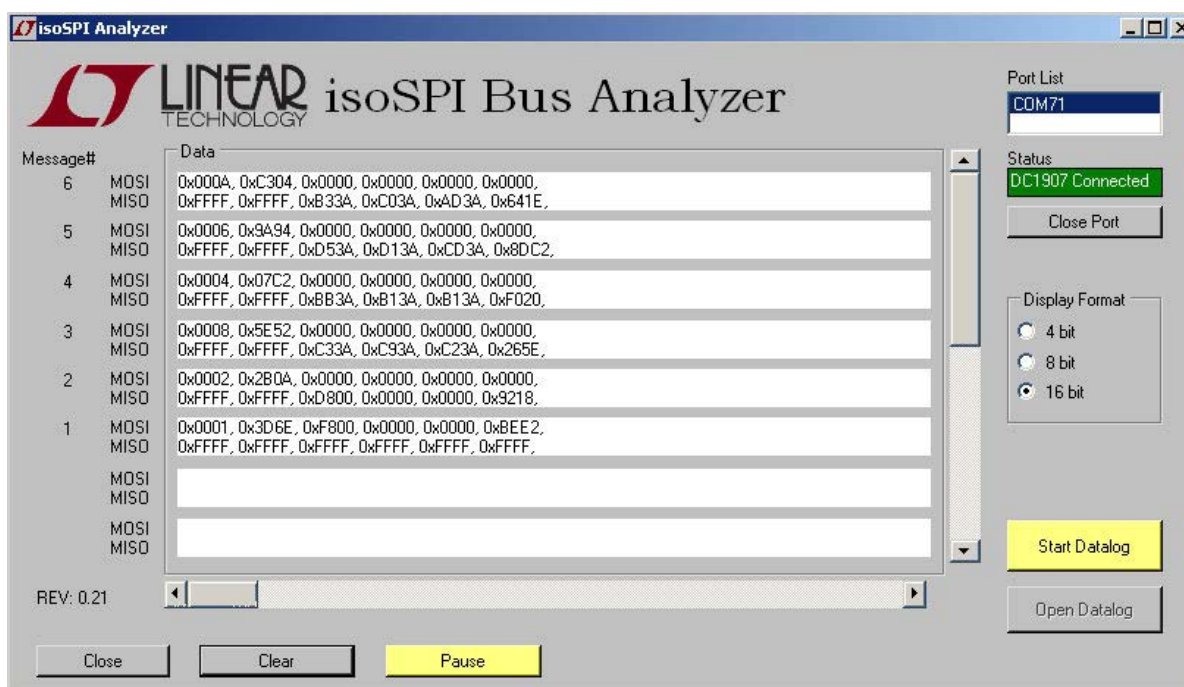 isoSPI Analyzer
LINEAR TECHNOLOGY
isoSPI Bus Analyzer
Message#
Data
6 MOSI 0x000A, 0xC304, 0x0000, 0x0000, 0x0000, 0x0000,
MISO 0xFFFF, 0xFFFF, 0xB33A, 0xC03A, 0xAD3A, 0x641E,
5 MOSI 0x0006, 0x9A94, 0x0000, 0x0000, 0x0000, 0x0000,
MISO 0xFFFF, 0xFFFF, 0xD53A, 0xD13A, 0xCD3A, 0x8DC2,
4 MOSI 0x0004, 0x07C2, 0x0000, 0x0000, 0x0000, 0x0000,
MISO 0xFFFF, 0xFFFF, 0xBB3A, 0xB13A, 0xB13A, 0xF020,
3 MOSI 0x0008, 0x5E52, 0x0000, 0x0000, 0x0000, 0x0000,
MISO 0xFFFF, 0xFFFF, 0xC33A, 0xC93A, 0xC23A, 0x265E,
2 MOSI 0x0002, 0x2B0A, 0x0000, 0x0000, 0x0000, 0x0000,
MISO 0xFFFF, 0xFFFF, 0xD800, 0x0000, 0x0000, 0x9218,
1 MOSI 0x0001, 0x3D6E, 0xF800, 0x0000, 0x0000, 0xBEE2,
MISO 0xFFFF, 0xFFFF, 0xFFFF, 0xFFFF, 0xFFFF, 0xFFFF,
MOSI
MISO
MOSI
MISO
REV: 0.21
Close
Clear
Pause
Port List
COM71
Status
DC1907 Connected
Close Port
Display Format
4 bit
8 bit
16 bit
Start Datalog
Open Datalog